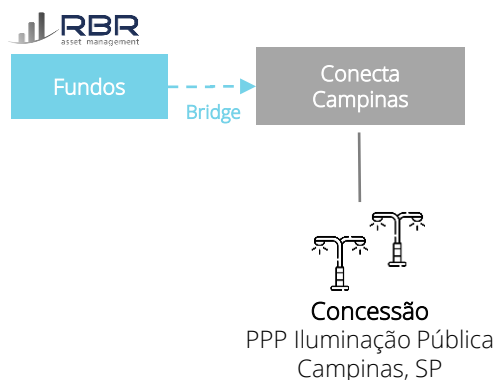 RBR
asset management
Fundos
Bridge
Conecta
Campinas
Concessão
PPP Iluminação Pública
Campinas, SP